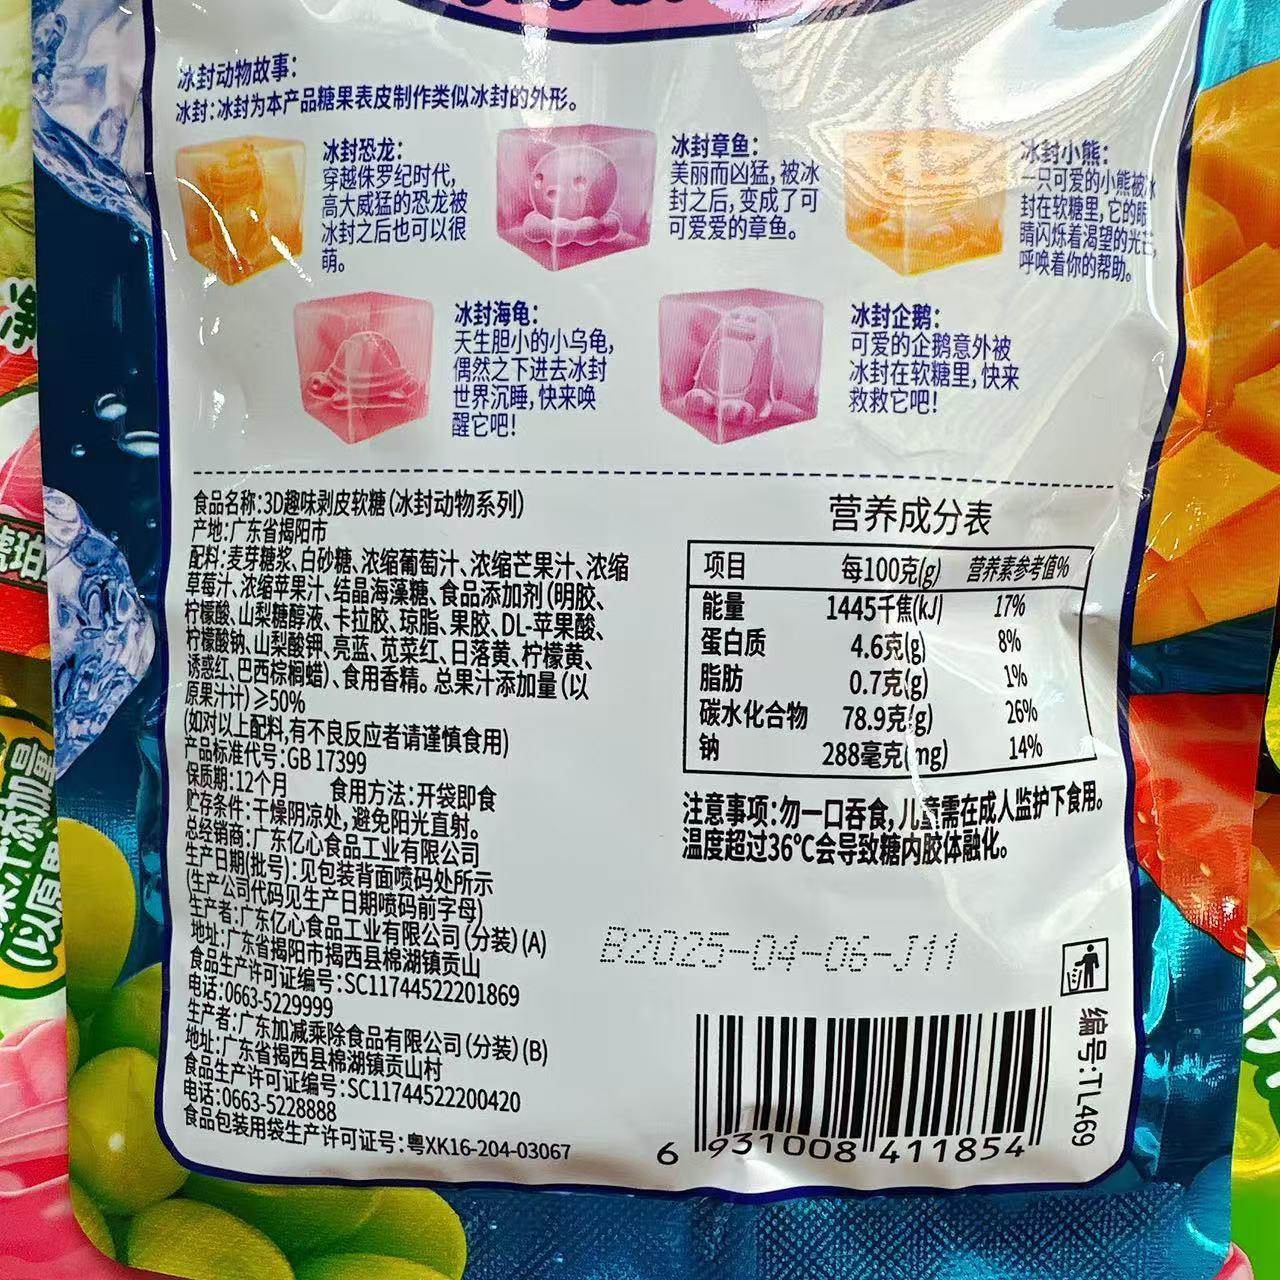 冰封动物故事：
冰封：冰封为本产品糖果表皮制作类似冰封的外形。
冰封恐龙：
穿越侏罗纪时代，
高大威猛的恐龙被
冰封之后也可以很
萌。
冰封章鱼：
美丽而凶猛，被冰
封之后，变成了可
可爱爱的章鱼。
冰封小熊：
一只可爱的小熊被冰
封在软糖里，它的眼
睛闪烁着渴望的光芒，
呼唤着你的帮助。
冰封海龟：
天生胆小的小乌龟，
偶然之下进去冰封
世界沉睡，快来唤
醒它吧！
冰封企鹅：
可爱的企鹅意外被
冰封在软糖里，快来
救救它吧！
食品名称：3D趣味剥皮软糖（冰封动物系列）
产地：广东省揭阳市
配料：麦芽糖浆、白砂糖、浓缩葡萄汁、浓缩芒果汁、浓缩
草莓汁、浓缩苹果汁、结晶海藻糖、食品添加剂（明胶、
柠檬酸、山梨糖醇液、卡拉胶、琼脂、果胶、DL-苹果酸、
柠檬酸钠、山梨酸钾、亮蓝、苋菜红、日落黄、柠檬黄、
诱惑红、巴西棕榈蜡）、食用香精。总果汁添加量（以
原果汁计）≥50%
（如对以上配料，有不良反应者请谨慎食用）
产品标准代号：GB 17399
保质期：12个月 食用方法：开袋即食
贮存条件：干燥阴凉处，避免阳光直射。
总经销商：广东亿心食品工业有限公司
生产日期（批号）：见包装背面喷码处所示
（生产公司代码见生产日期喷码前字母）
生产者：广东亿心食品工业有限公司（分装）（A）
地址：广东省揭阳市揭西县棉湖镇贡山
食品生产许可证编号：SC11744522201869
电话：0663-5229999
生产者：广东加减乘除食品有限公司（分装）（B）
地址：广东省揭西县棉湖镇贡山村
食品生产许可证编号：SC11744522200420
电话：0663-5228888
食品包装用袋生产许可证号：粤XK16-204-03067
营养成分表
项目 每100克(g) 营养素参考值%
能量 1445千焦(kJ) 17%
蛋白质 4.6克(g) 8%
脂肪 0.7克(g) 1%
碳水化合物 78.9克(g) 26%
钠 288毫克(mg) 14%
注意事项：勿一口吞食，儿童需在成人监护下食用。
温度超过36℃会导致糖内胶体融化。
B2025-04-06-J11
编号：TL469
6 931008 411854
净
琥珀
果汁添加量
（以原果